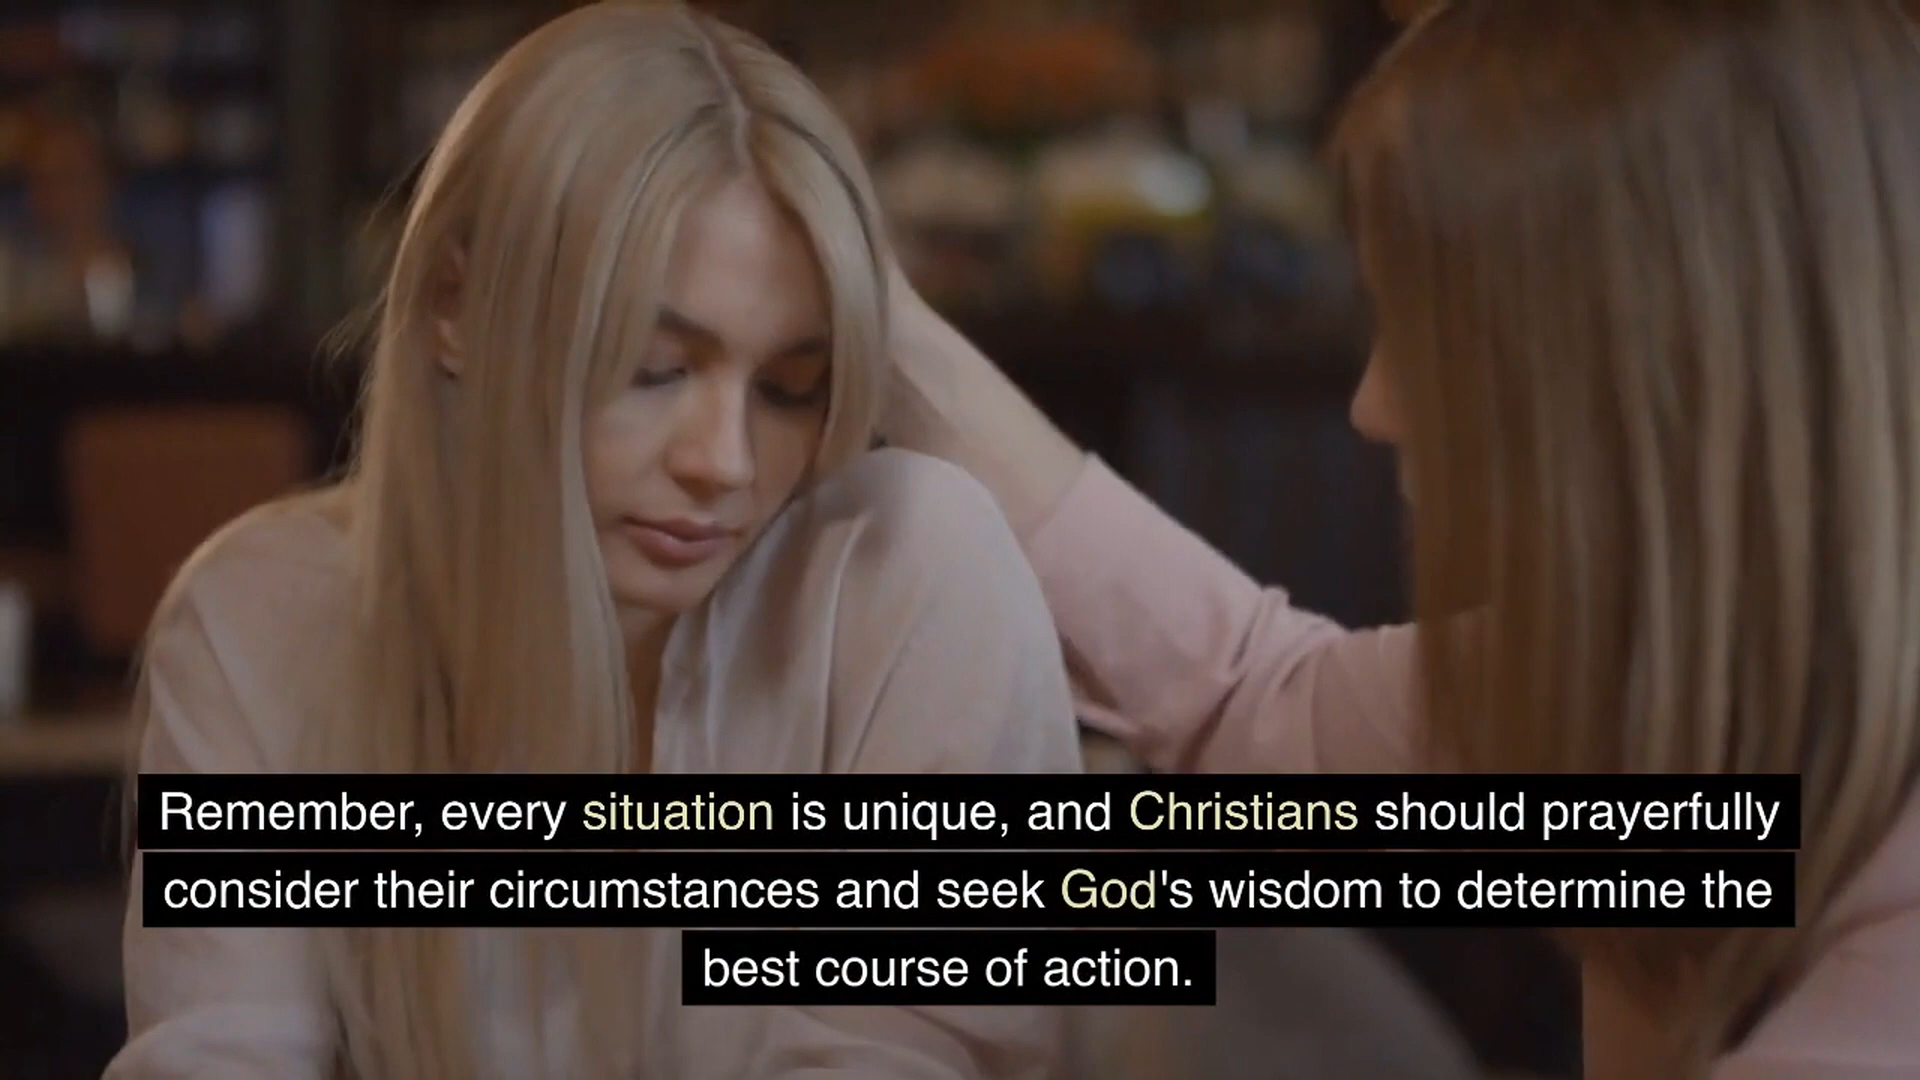 Remember, every situation is unique, and Christians should prayerfully
consider their circumstances and seek God's wisdom to determine the
best course of action.